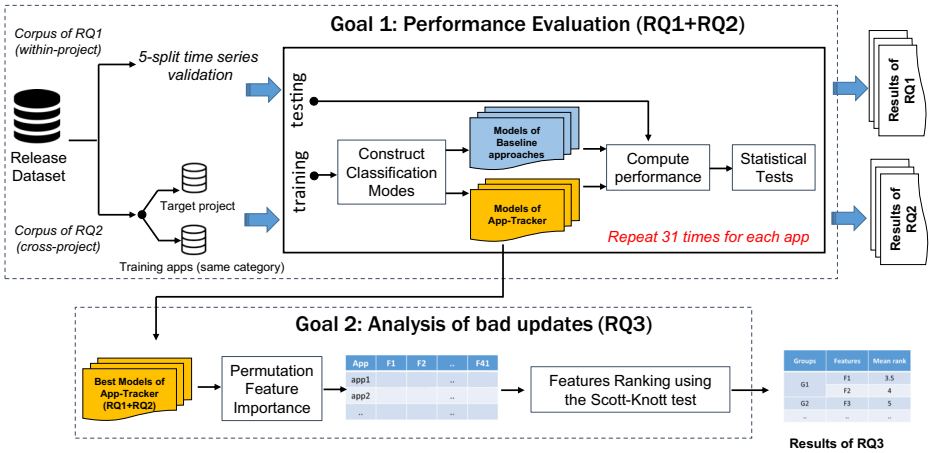 Goal 1: Performance Evaluation (RQ1+RQ2)
Corpus of RQ1
(within-project)
5-split time series
validation
Release
Dataset
Target project
Corpus of RQ2
(cross-project)
Training apps (same category)
testing
training
Construct
Classification
Modes
Models of
Baseline
approaches
Models of
App-Tracker
Compute
performance
Statistical
Tests
Repeat 31 times for each app
Results of
RQ1
Results of
RQ2
Goal 2: Analysis of bad updates (RQ3)
Best Models of
App-Tracker
(RQ1+RQ2)
Permutation
Feature
Importance
App F1 F2 .. F41
app1 ..
app2 ..
.. ..
Features Ranking using
the Scott-Knott test
Groups Features Mean rank
G1 F1 3.5
F2 4
G2 F3 5
.. .. ..
Results of RQ3